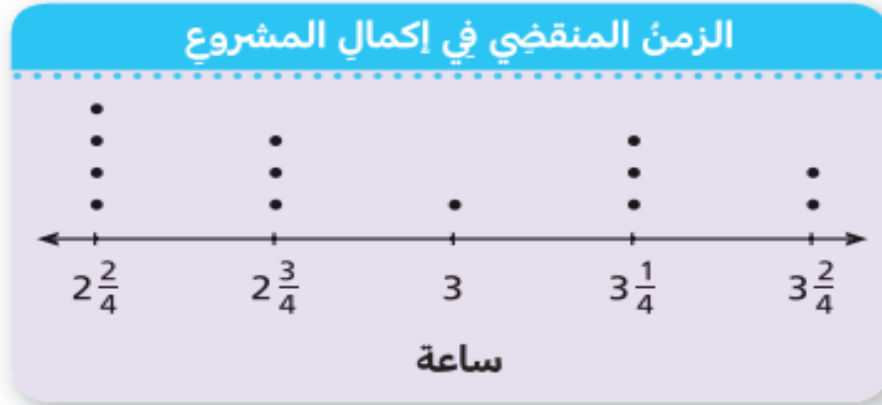 الزمنُ المنقضِي فِي إكمالِ المشروعِ
2 2/4 2 3/4 3 3 1/4 3 2/4
ساعة